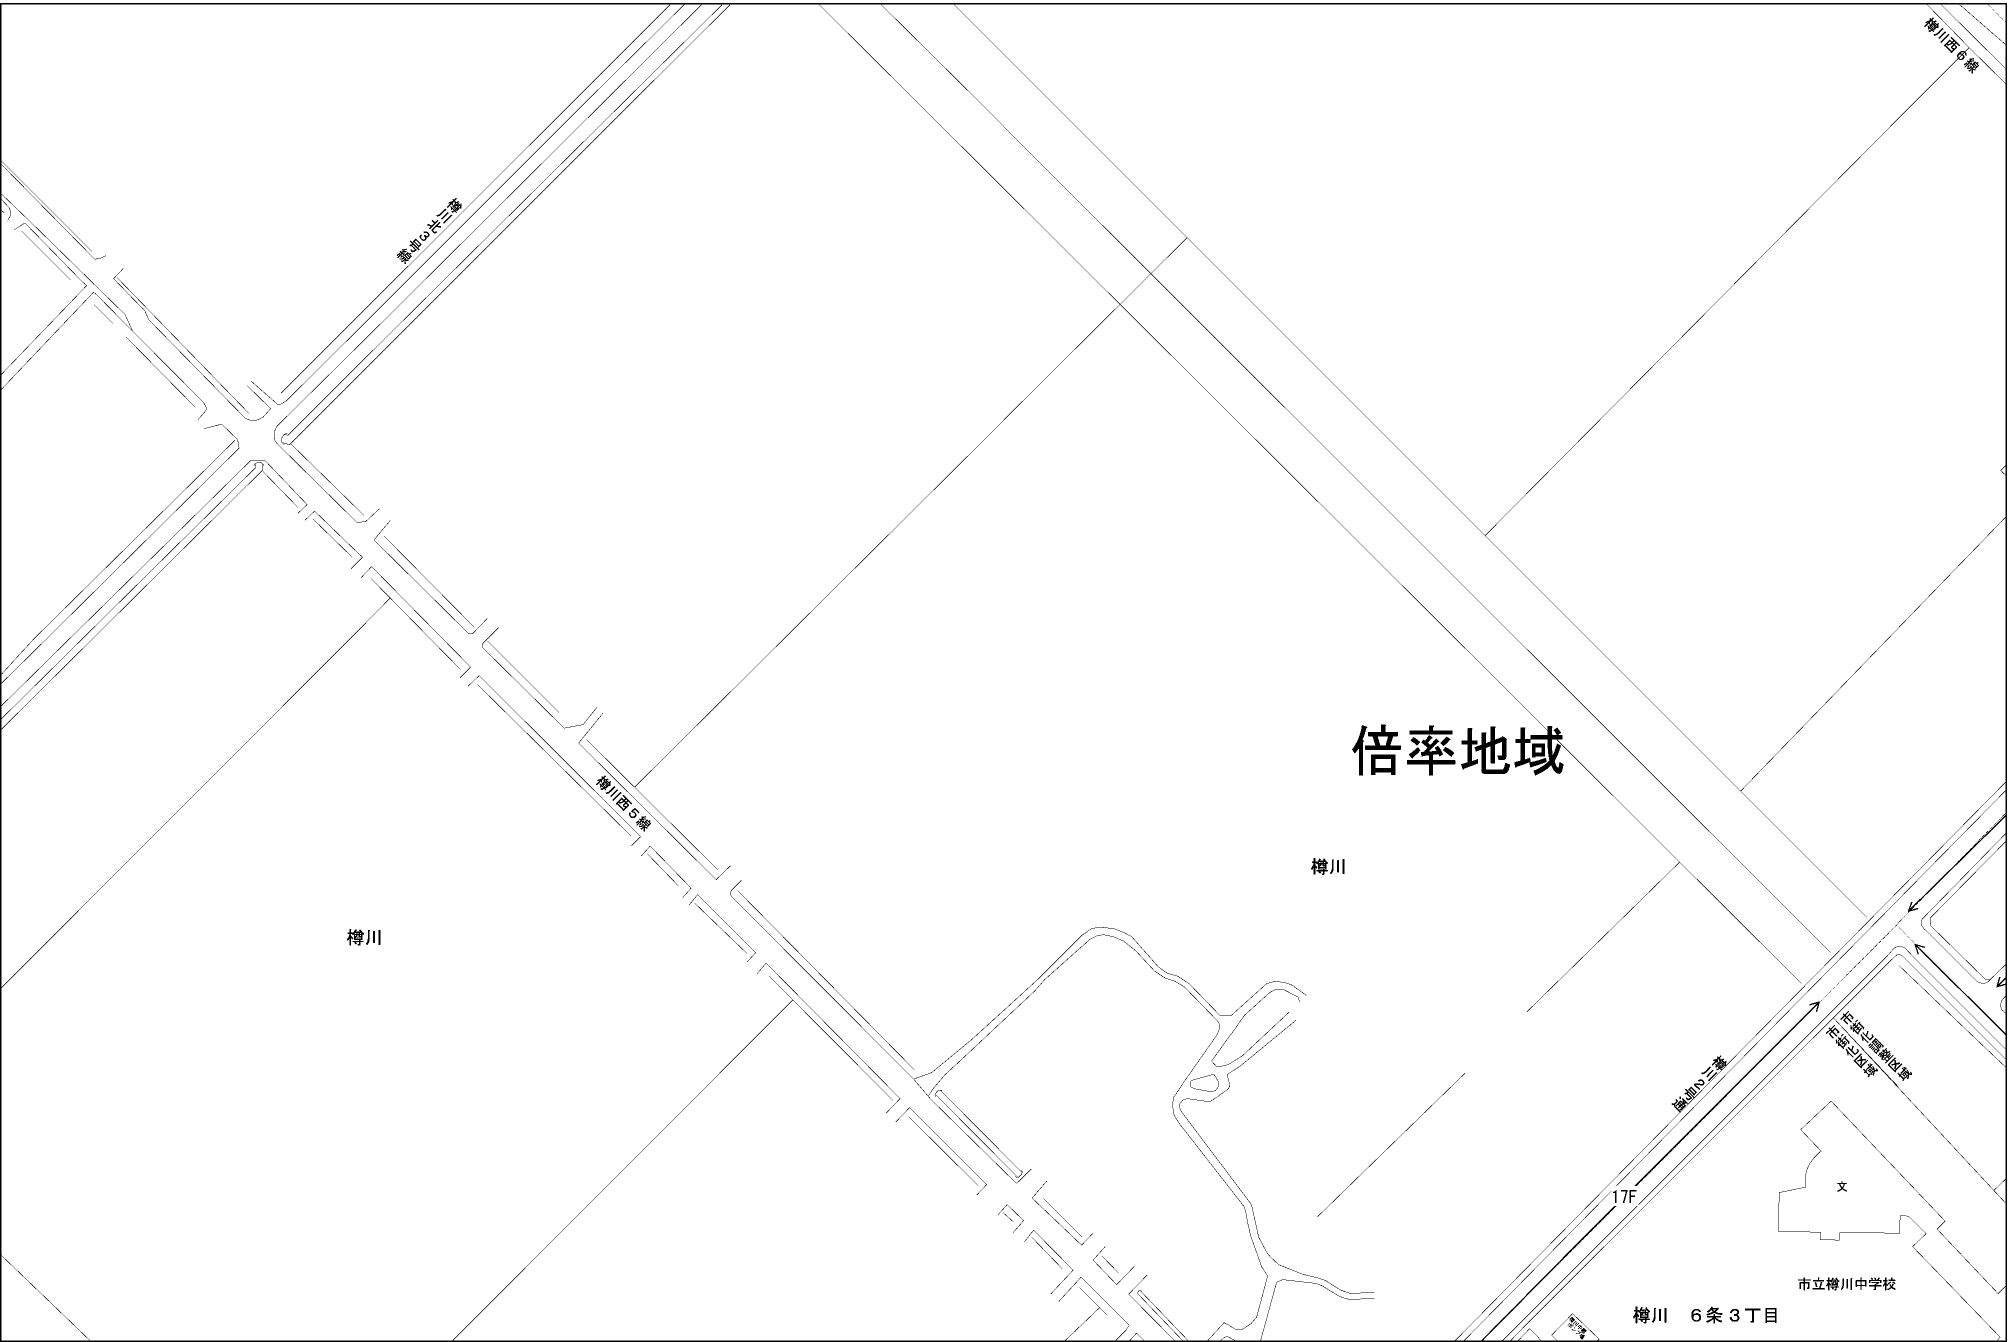 樽川西６線
樽川北３号線
倍率地域
樽川西５線
樽川
樽川
市街化調整区域
市街化区域
樽川２号通
17F
文
市立樽川中学校
樽川　６条３丁目